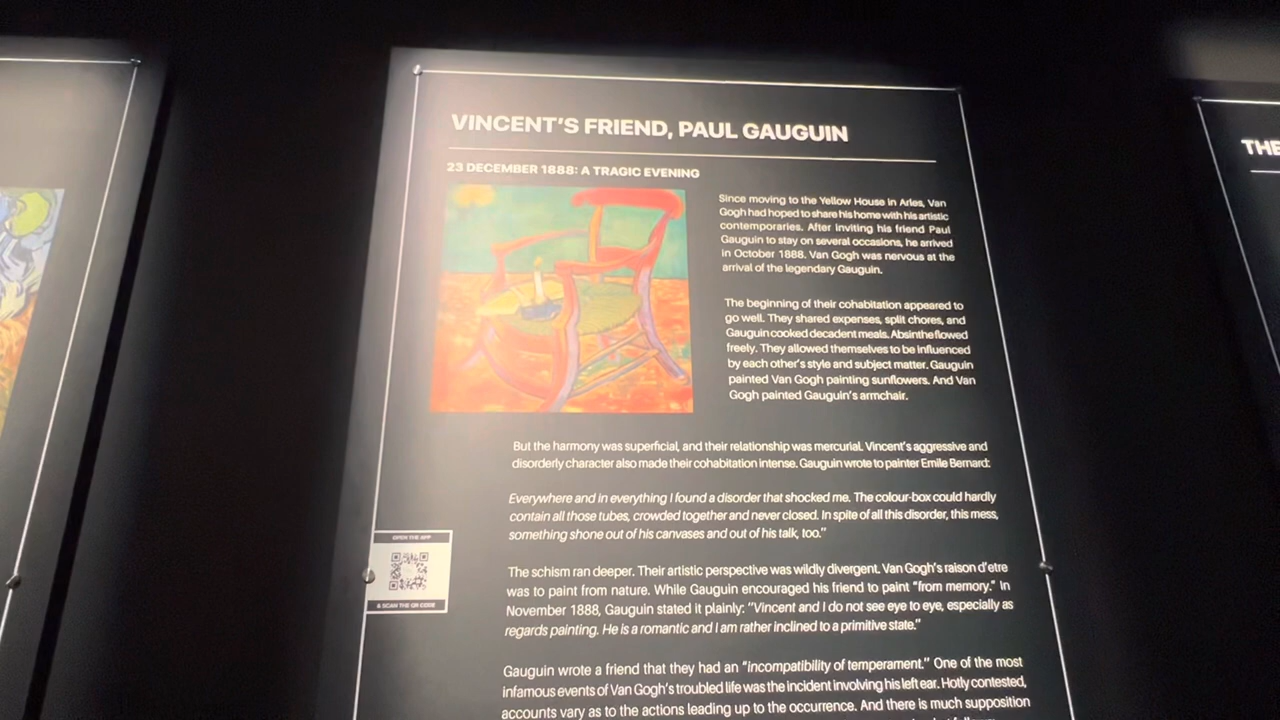 VINCENT'S FRIEND, PAUL GAUGUIN
23 DECEMBER 1888: A TRAGIC EVENING
Since moving to the Yellow House in Arles, Van
Gogh had hoped to share his home with his artistic
contemporaries. After inviting his friend Paul
Gauguin to stay on several occasions, he arrived
in October 1888. Van Gogh was nervous at the
arrival of the legendary Gauguin.
The beginning of their cohabitation appeared to
go well. They shared expenses, split chores, and
Gauguin cooked decadent meals. Absinthe flowed
freely. They allowed themselves to be influenced
by each other's style and subject matter. Gauguin
painted Van Gogh painting sunflowers. And Van
Gogh painted Gauguin's armchair.
But the harmony was superficial, and their relationship was mercurial. Vincent's aggressive and
disorderly character also made their cohabitation intense. Gauguin wrote to painter Emile Bernard:
Everywhere and in everything I found a disorder that shocked me. The colour-box could hardly
contain all those tubes, crowded together and never closed. In spite of all this disorder, this mess,
something shone out of his canvases and out of his talk, too."
The schism ran deeper. Their artistic perspective was wildly divergent. Van Gogh's raison d'etre
was to paint from nature. While Gauguin encouraged his friend to paint "from memory." In
November 1888, Gauguin stated it plainly: "Vincent and I do not see eye to eye, especially as
regards painting. He is a romantic and I am rather inclined to a primitive state."
Gauguin wrote a friend that they had an "incompatibility of temperament." One of the most
infamous events of Van Gogh's troubled life was the incident involving his left ear. Hotly contested,
accounts vary as to the actions leading up to the occurrence. And there is much supposition
OPEN THE APP
& SCAN THE QR CODE
THE